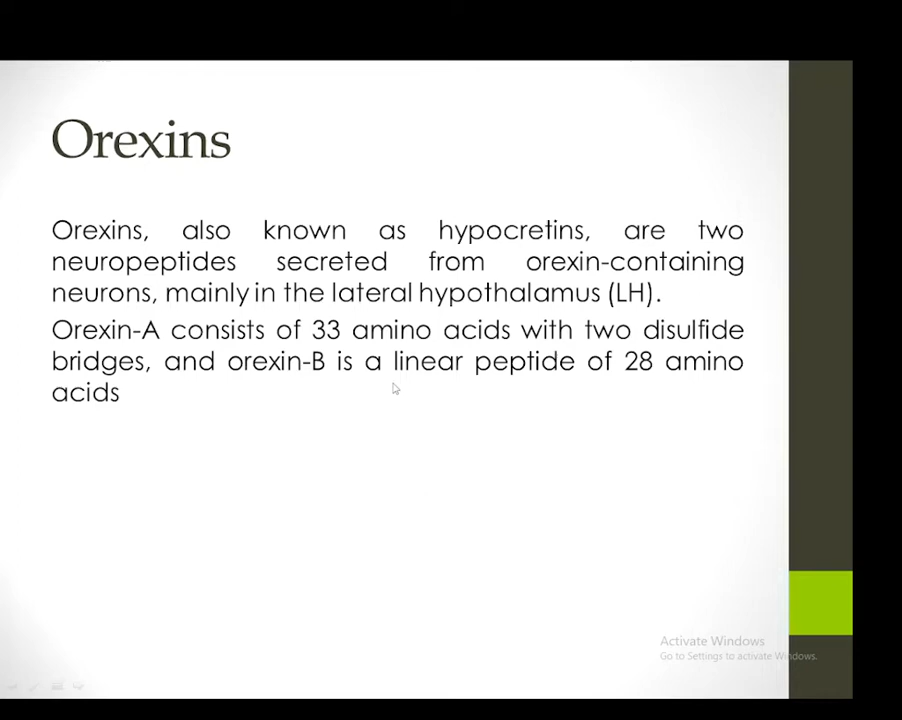 Orexins
Orexins, also known as hypocretins, are two
neuropeptides secreted from orexin-containing
neurons, mainly in the lateral hypothalamus (LH).
Orexin-A consists of 33 amino acids with two disulfide
bridges, and orexin-B is a linear peptide of 28 amino
acids
Activate Windows
Go to Settings to activate Windows.